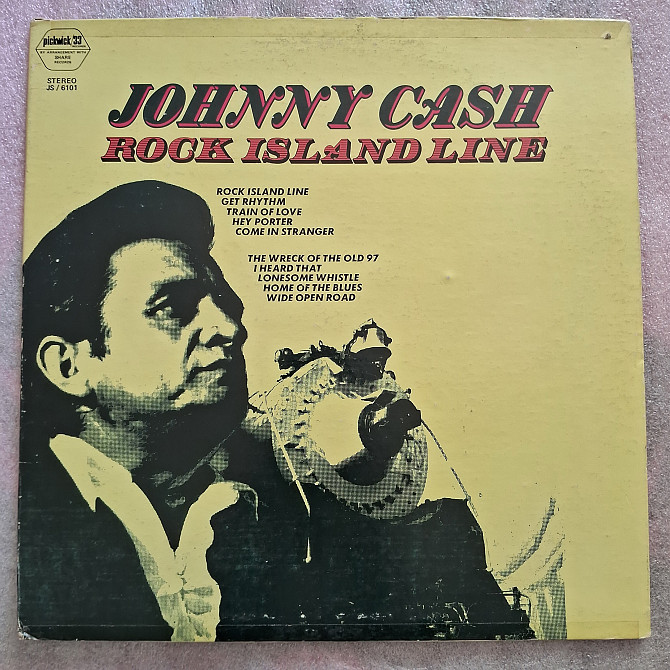 pickwick/33
RECORDS
BY ARRANGEMENT WITH
SHARE
RECORDS
STEREO
JS / 6101
JOHNNY CASH
ROCK ISLAND LINE
ROCK ISLAND LINE
GET RHYTHM
TRAIN OF LOVE
HEY PORTER
COME IN STRANGER
THE WRECK OF THE OLD 97
I HEARD THAT
LONESOME WHISTLE
HOME OF THE BLUES
WIDE OPEN ROAD